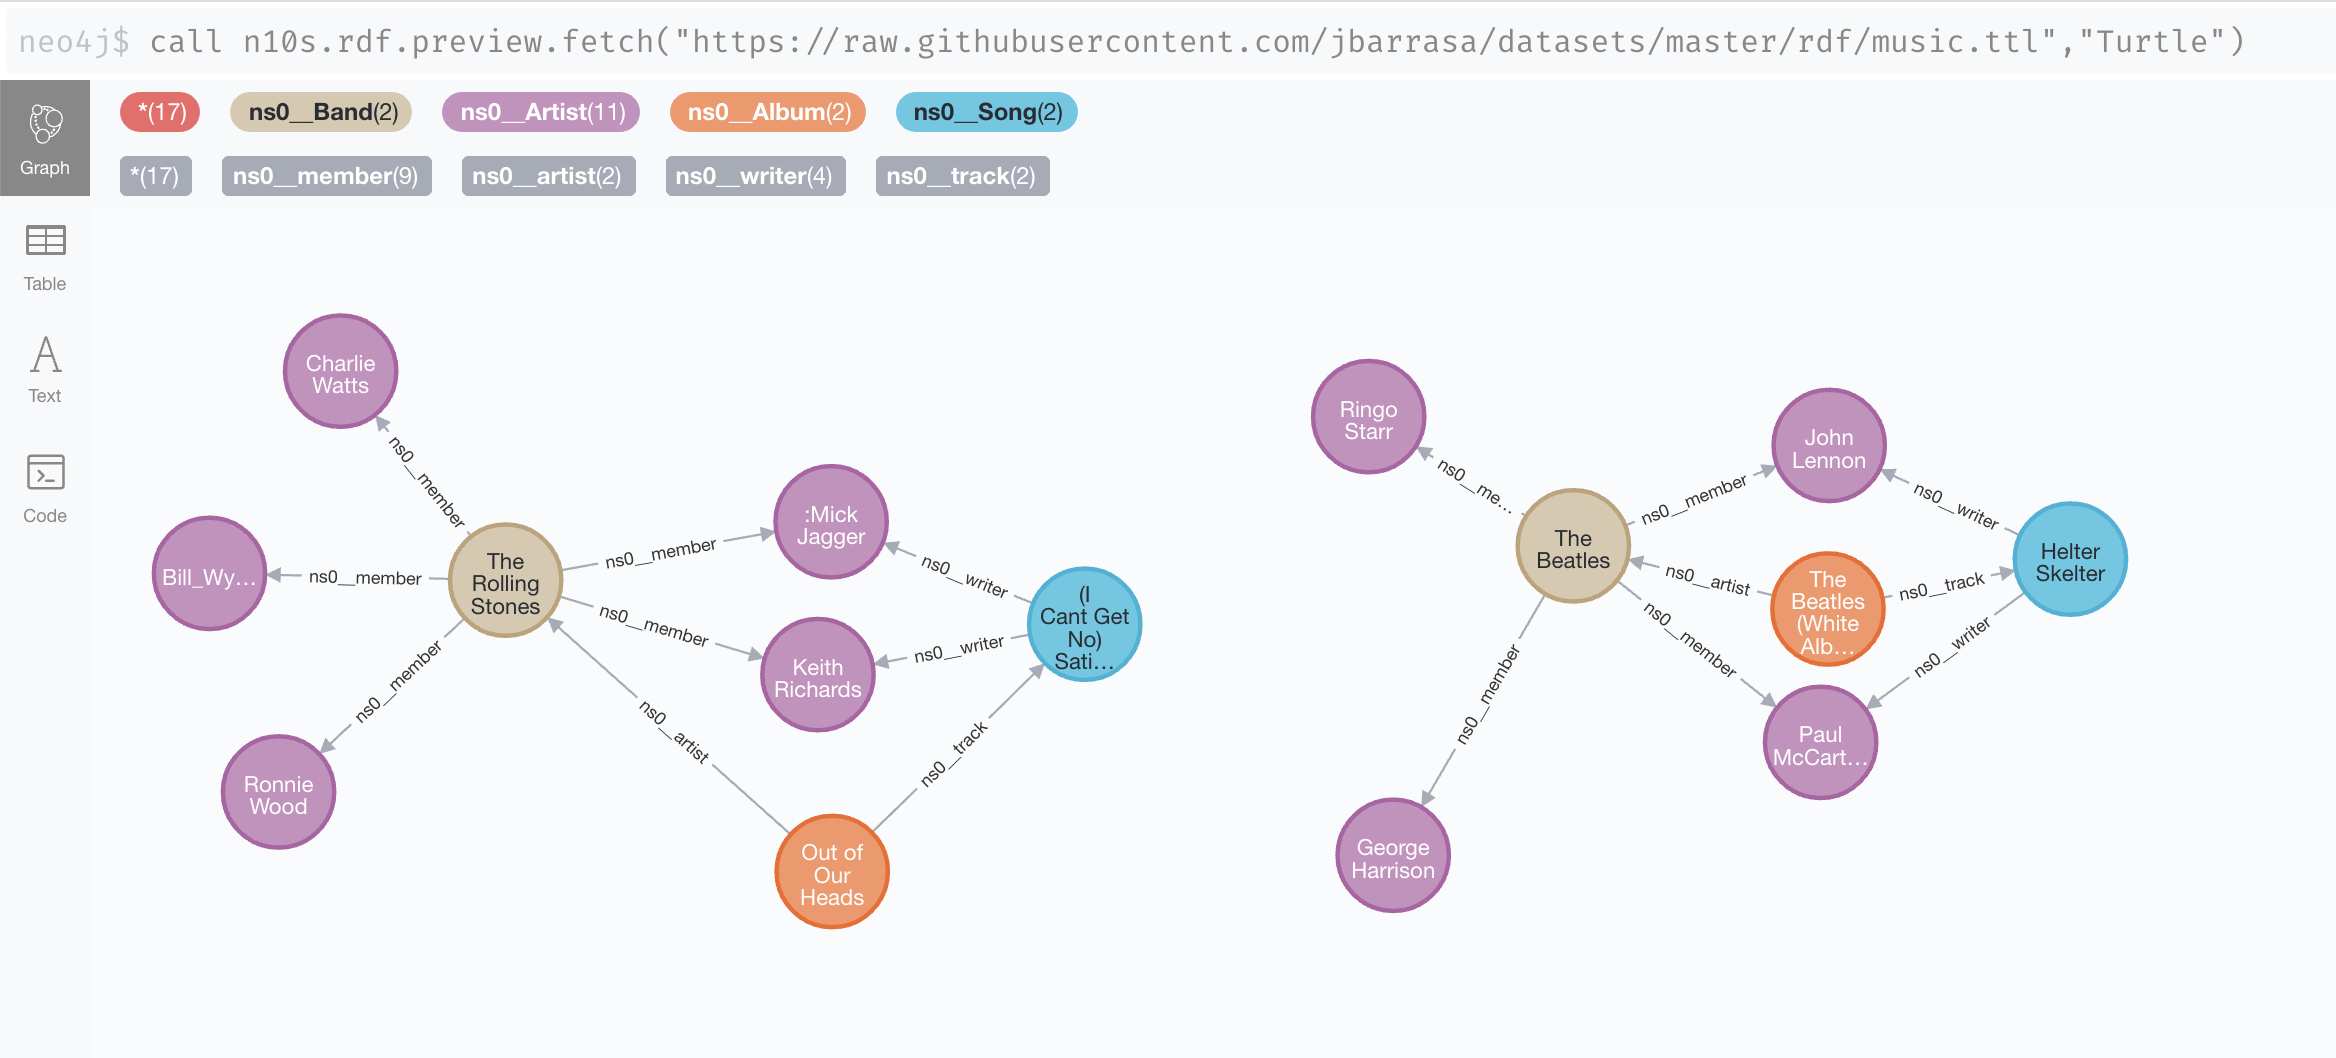 neo4j$ call n10s.rdf.preview.fetch("https://raw.githubusercontent.com/jbarrasa/datasets/master/rdf/music.ttl","Turtle")
*(17) ns0__Band(2) ns0__Artist(11) ns0__Album(2) ns0__Song(2)
*(17) ns0__member(9) ns0__artist(2) ns0__writer(4) ns0__track(2)
Graph
Table
Text
Code
Charlie
Watts
ns0__member
Bill_Wy...
ns0__member
The
Rolling
Stones
ns0__member
Ronnie
Wood
ns0__member
:Mick
Jagger
ns0__member
Keith
Richards
ns0__writer
ns0__writer
(I
Cant Get
No)
Sati...
ns0__artist
ns0__track
Out of
Our
Heads
Ringo
Starr
ns0__me...
The
Beatles
ns0__member
John
Lennon
ns0__writer
Helter
Skelter
ns0__artist
The
Beatles
(White
Alb...
ns0__track
ns0__member
ns0__writer
Paul
McCart...
ns0__member
George
Harrison